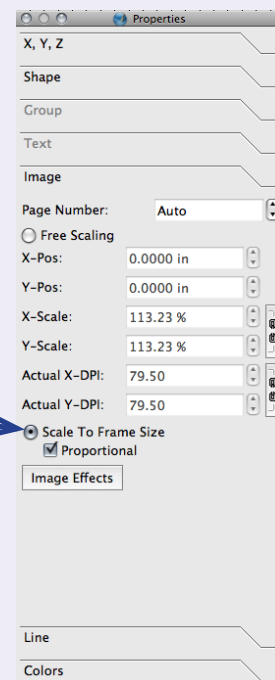 Properties
X, Y, Z
Shape
Group
Text
Image
Page Number: Auto
Free Scaling
X-Pos: 0.0000 in
Y-Pos: 0.0000 in
X-Scale: 113.23 %
Y-Scale: 113.23 %
Actual X-DPI: 79.50
Actual Y-DPI: 79.50
Scale To Frame Size
Proportional
Image Effects
Line
Colors